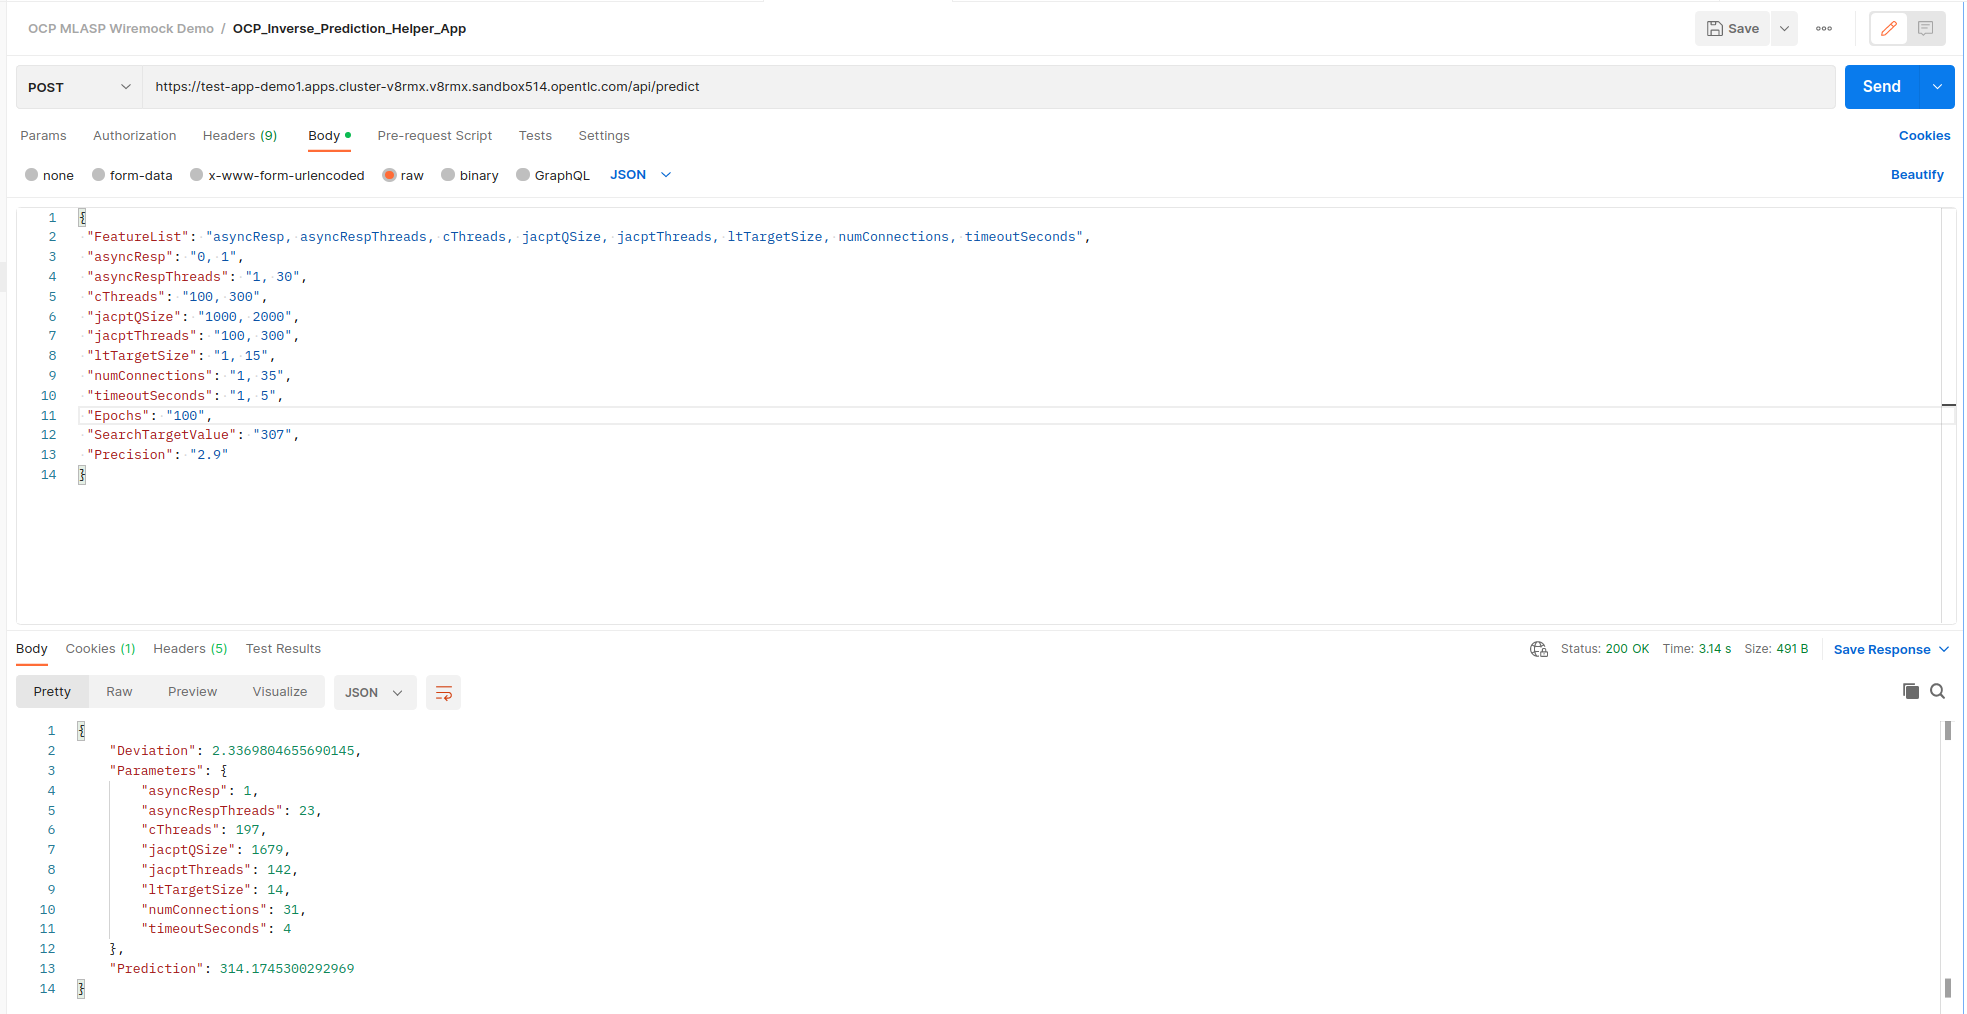 OCP MLASP Wiremock Demo / OCP_Inverse_Prediction_Helper_App
Save
POST https://test-app-demo1.apps.cluster-v8rmx.v8rmx.sandbox514.opentlc.com/api/predict Send
Params Authorization Headers (9) Body Pre-request Script Tests Settings Cookies
none form-data x-www-form-urlencoded raw binary GraphQL JSON Beautify
1 {
2 "FeatureList": "asyncResp, asyncRespThreads, cThreads, jacptQSize, jacptThreads, ltTargetSize, numConnections, timeoutSeconds",
3 "asyncResp": "0, 1",
4 "asyncRespThreads": "1, 30",
5 "cThreads": "100, 300",
6 "jacptQSize": "1000, 2000",
7 "jacptThreads": "100, 300",
8 "ltTargetSize": "1, 15",
9 "numConnections": "1, 35",
10 "timeoutSeconds": "1, 5",
11 "Epochs": "100",
12 "SearchTargetValue": "307",
13 "Precision": "2.9"
14 }
Body Cookies (1) Headers (5) Test Results Status: 200 OK Time: 3.14 s Size: 491 B Save Response
Pretty Raw Preview Visualize JSON
1 {
2 "Deviation": 2.3369804655690145,
3 "Parameters": {
4 "asyncResp": 1,
5 "asyncRespThreads": 23,
6 "cThreads": 197,
7 "jacptQSize": 1679,
8 "jacptThreads": 142,
9 "ltTargetSize": 14,
10 "numConnections": 31,
11 "timeoutSeconds": 4
12 },
13 "Prediction": 314.1745300292969
14 }